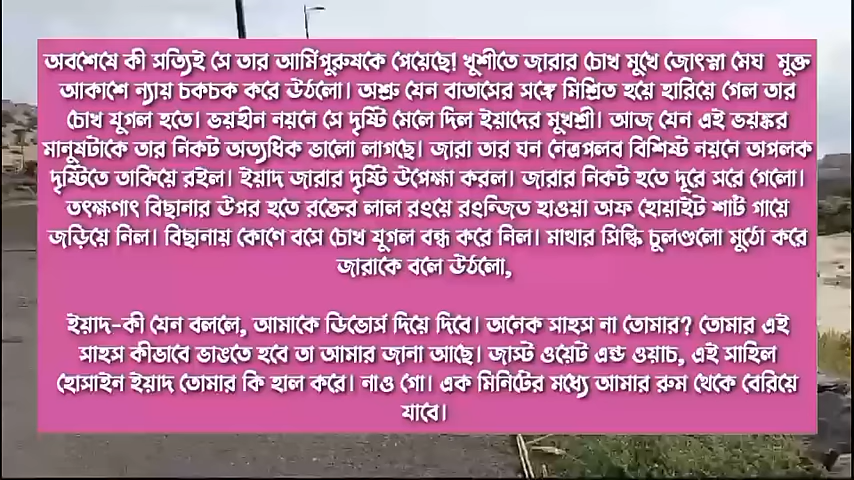 অবশেষে কী সত্যিই সে তার আর্মিপুরুষকে পেয়েছে! খুশীতে জারার চোখ মুখে জোৎস্না মেঘ মুক্ত
আকাশে ন্যায় চকচক করে উঠলো। অশ্রু যেন বাতাসের সঙ্গে মিশ্রিত হয়ে হারিয়ে গেল তার
চোখ যুগল হতে। ভয়হীন নয়নে সে দৃষ্টি মেলে দিল ইয়াদের মুখশ্রী। আজ যেন এই ভয়ঙ্কর
মানুষটাকে তার নিকট অত্যধিক ভালো লাগছে। জারা তার ঘন নেত্রপলব বিশিষ্ট নয়নে অপলক
দৃষ্টিতে তাকিয়ে রইল। ইয়াদ জারার দৃষ্টি উপেক্ষা করল। জারার নিকট হতে দূরে সরে গেলো।
তৎক্ষণাৎ বিছানার উপর হতে রক্তের লাল রংয়ে রংন্জিত হাওয়া অফ হোয়াইট শার্ট গায়ে
জড়িয়ে নিল। বিছানায় কোণে বসে চোখ যুগল বন্ধ করে নিল। মাথার সিল্কি চুলগুলো মুঠো করে
জারাকে বলে উঠলো,
ইয়াদ-কী যেন বললে, আমাকে ডিভোর্স দিয়ে দিবে। অনেক সাহস না তোমার? তোমার এই
সাহস কীভাবে ভাঙতে হবে তা আমার জানা আছে। জাস্ট ওয়েট এন্ড ওয়াচ, এই সাহিল
হোসাইন ইয়াদ তোমার কি হাল করে। নাও গো। এক মিনিটের মধ্যে আমার রুম থেকে বেরিয়ে
যাবে।